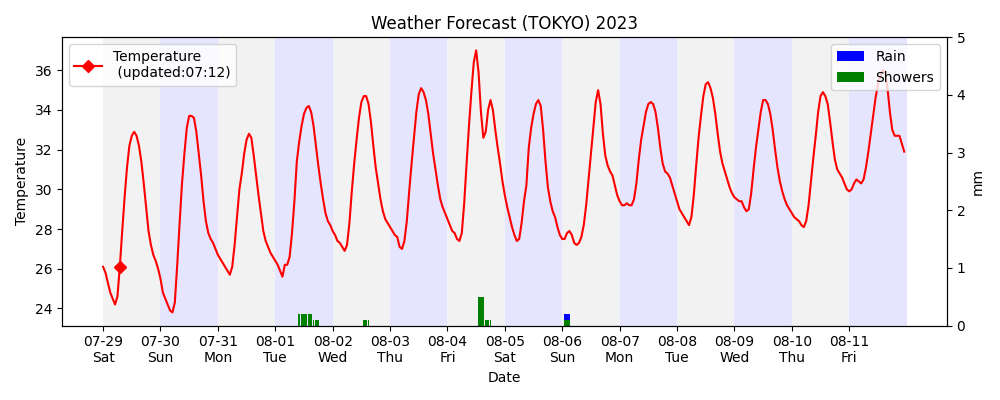 Weather Forecast (TOKYO) 2023
Temperature
(updated:07:12)
Rain
Showers
Temperature
36
34
32
30
28
26
24
5
4
3
2
1
0
mm
07-29 07-30 07-31 08-01 08-02 08-03 08-04 08-05 08-06 08-07 08-08 08-09 08-10 08-11
Sat Sun Mon Tue Wed Thu Fri Sat Sun Mon Tue Wed Thu Fri
Date